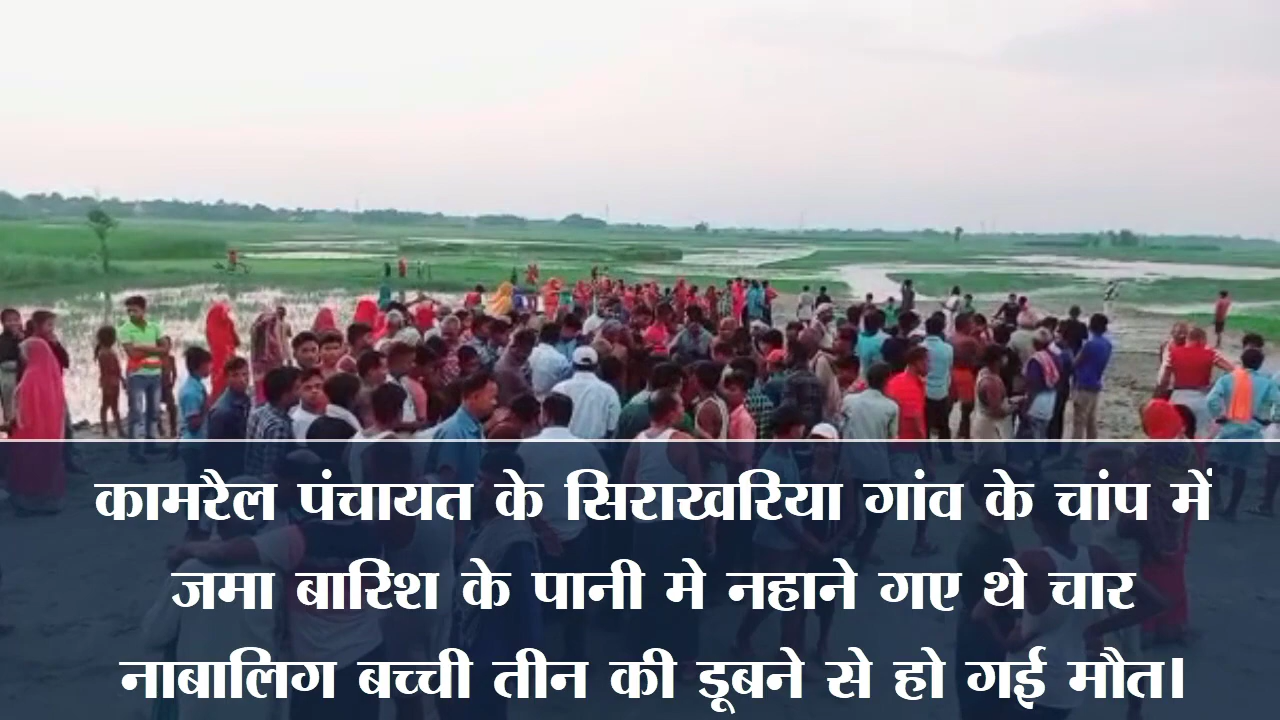 कामरैल पंचायत के सिराखरिया गांव के चांप में
जमा बारिश के पानी मे नहाने गए थे चार
नाबालिग बच्ची तीन की डूबने से हो गई मौत।